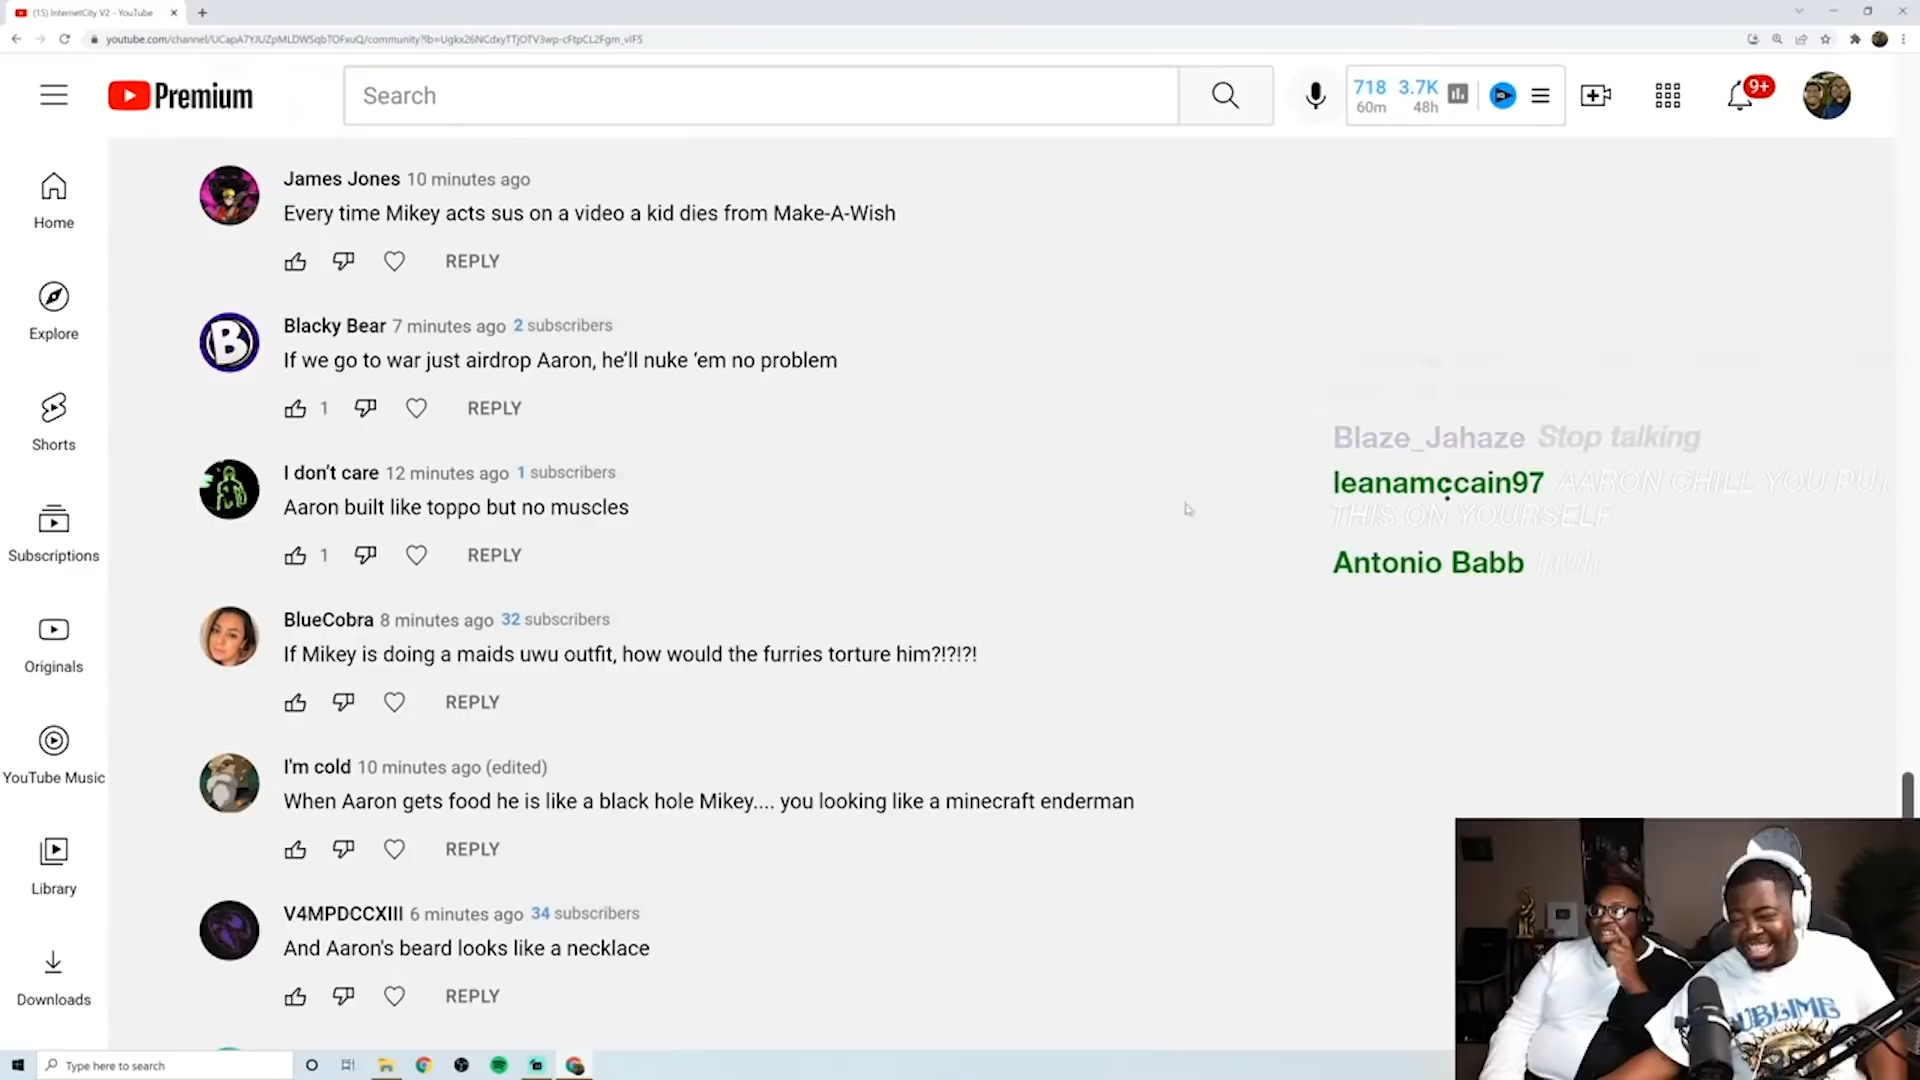 (15) InternetCity V2 - YouTube
youtube.com/channel/UCapA7YJUZpMLDWSqbTOFxuQ/community?lb=Ugkx26NCdxyTTjOTV3wp-cFtpCL2Fgm_vIF5
Premium
Search
718 3.7K
60m 48h
9+
Home
Explore
Shorts
Subscriptions
Originals
YouTube Music
Library
Downloads
James Jones 10 minutes ago
Every time Mikey acts sus on a video a kid dies from Make-A-Wish
REPLY
Blacky Bear 7 minutes ago 2 subscribers
If we go to war just airdrop Aaron, he’ll nuke ‘em no problem
1 REPLY
I don’t care 12 minutes ago 1 subscribers
Aaron built like toppo but no muscles
1 REPLY
BlueCobra 8 minutes ago 32 subscribers
If Mikey is doing a maids uwu outfit, how would the furries torture him?!?!?!
REPLY
I'm cold 10 minutes ago (edited)
When Aaron gets food he is like a black hole Mikey.... you looking like a minecraft enderman
REPLY
V4MPDCCXIII 6 minutes ago 34 subscribers
And Aaron's beard looks like a necklace
REPLY
Blaze_Jahaze Stop talking
leanamccain97 AARON CHILL YOU PUT
THIS ON YOURSELF
Antonio Babb
SUBLIME
Type here to search